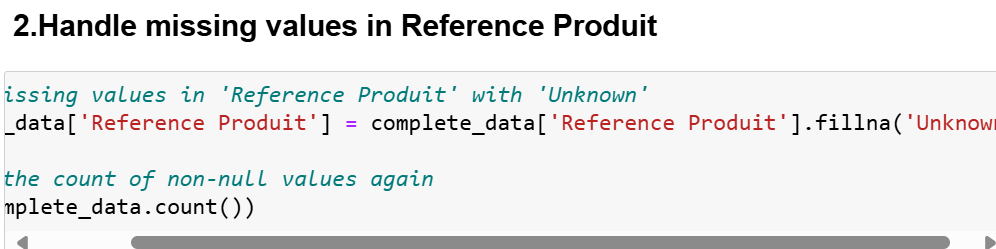 2.Handle missing values in Reference Produit
issing values in 'Reference Produit' with 'Unknown'
_data['Reference Produit'] = complete_data['Reference Produit'].fillna('Unknown
the count of non-null values again
mplete_data.count())